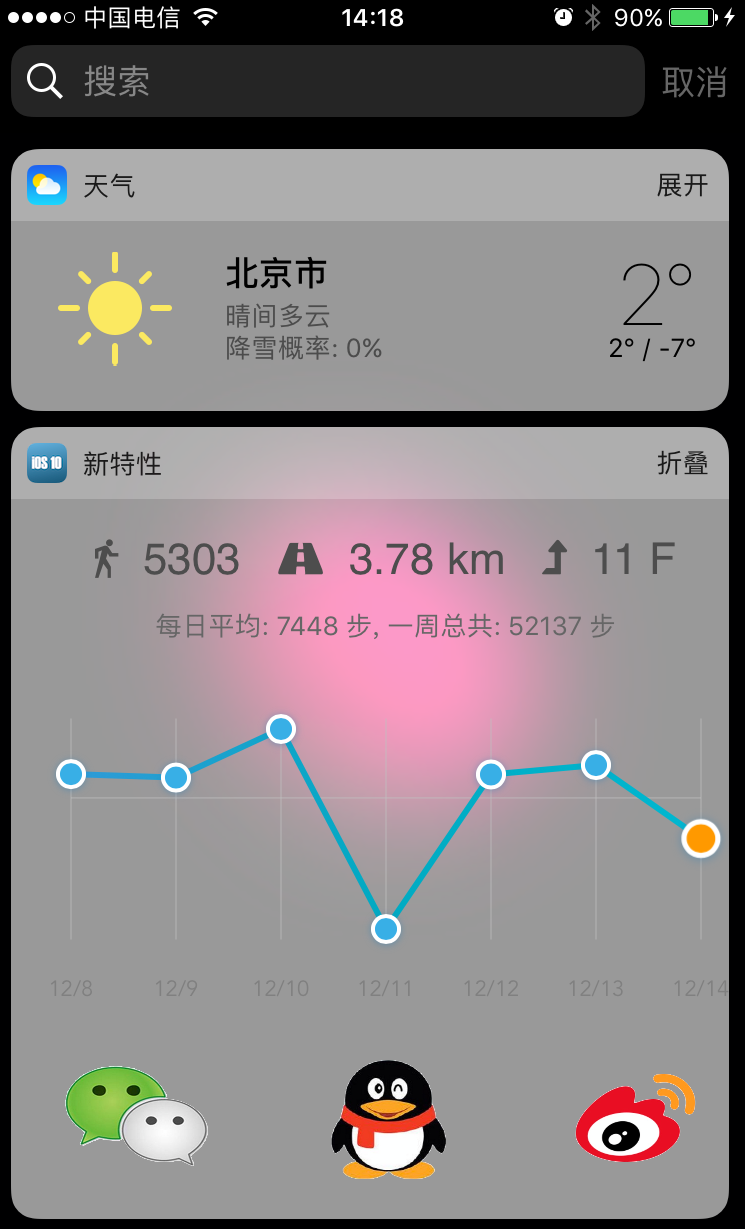 中国电信 14:18 90%
搜索 取消
天气 展开
北京市 2°
晴间多云
降雪概率: 0% 2° / -7°
iOS 10 新特性 折叠
5303 3.78 km 11 F
每日平均: 7448 步, 一周总共: 52137 步
12/8 12/9 12/10 12/11 12/12 12/13 12/14